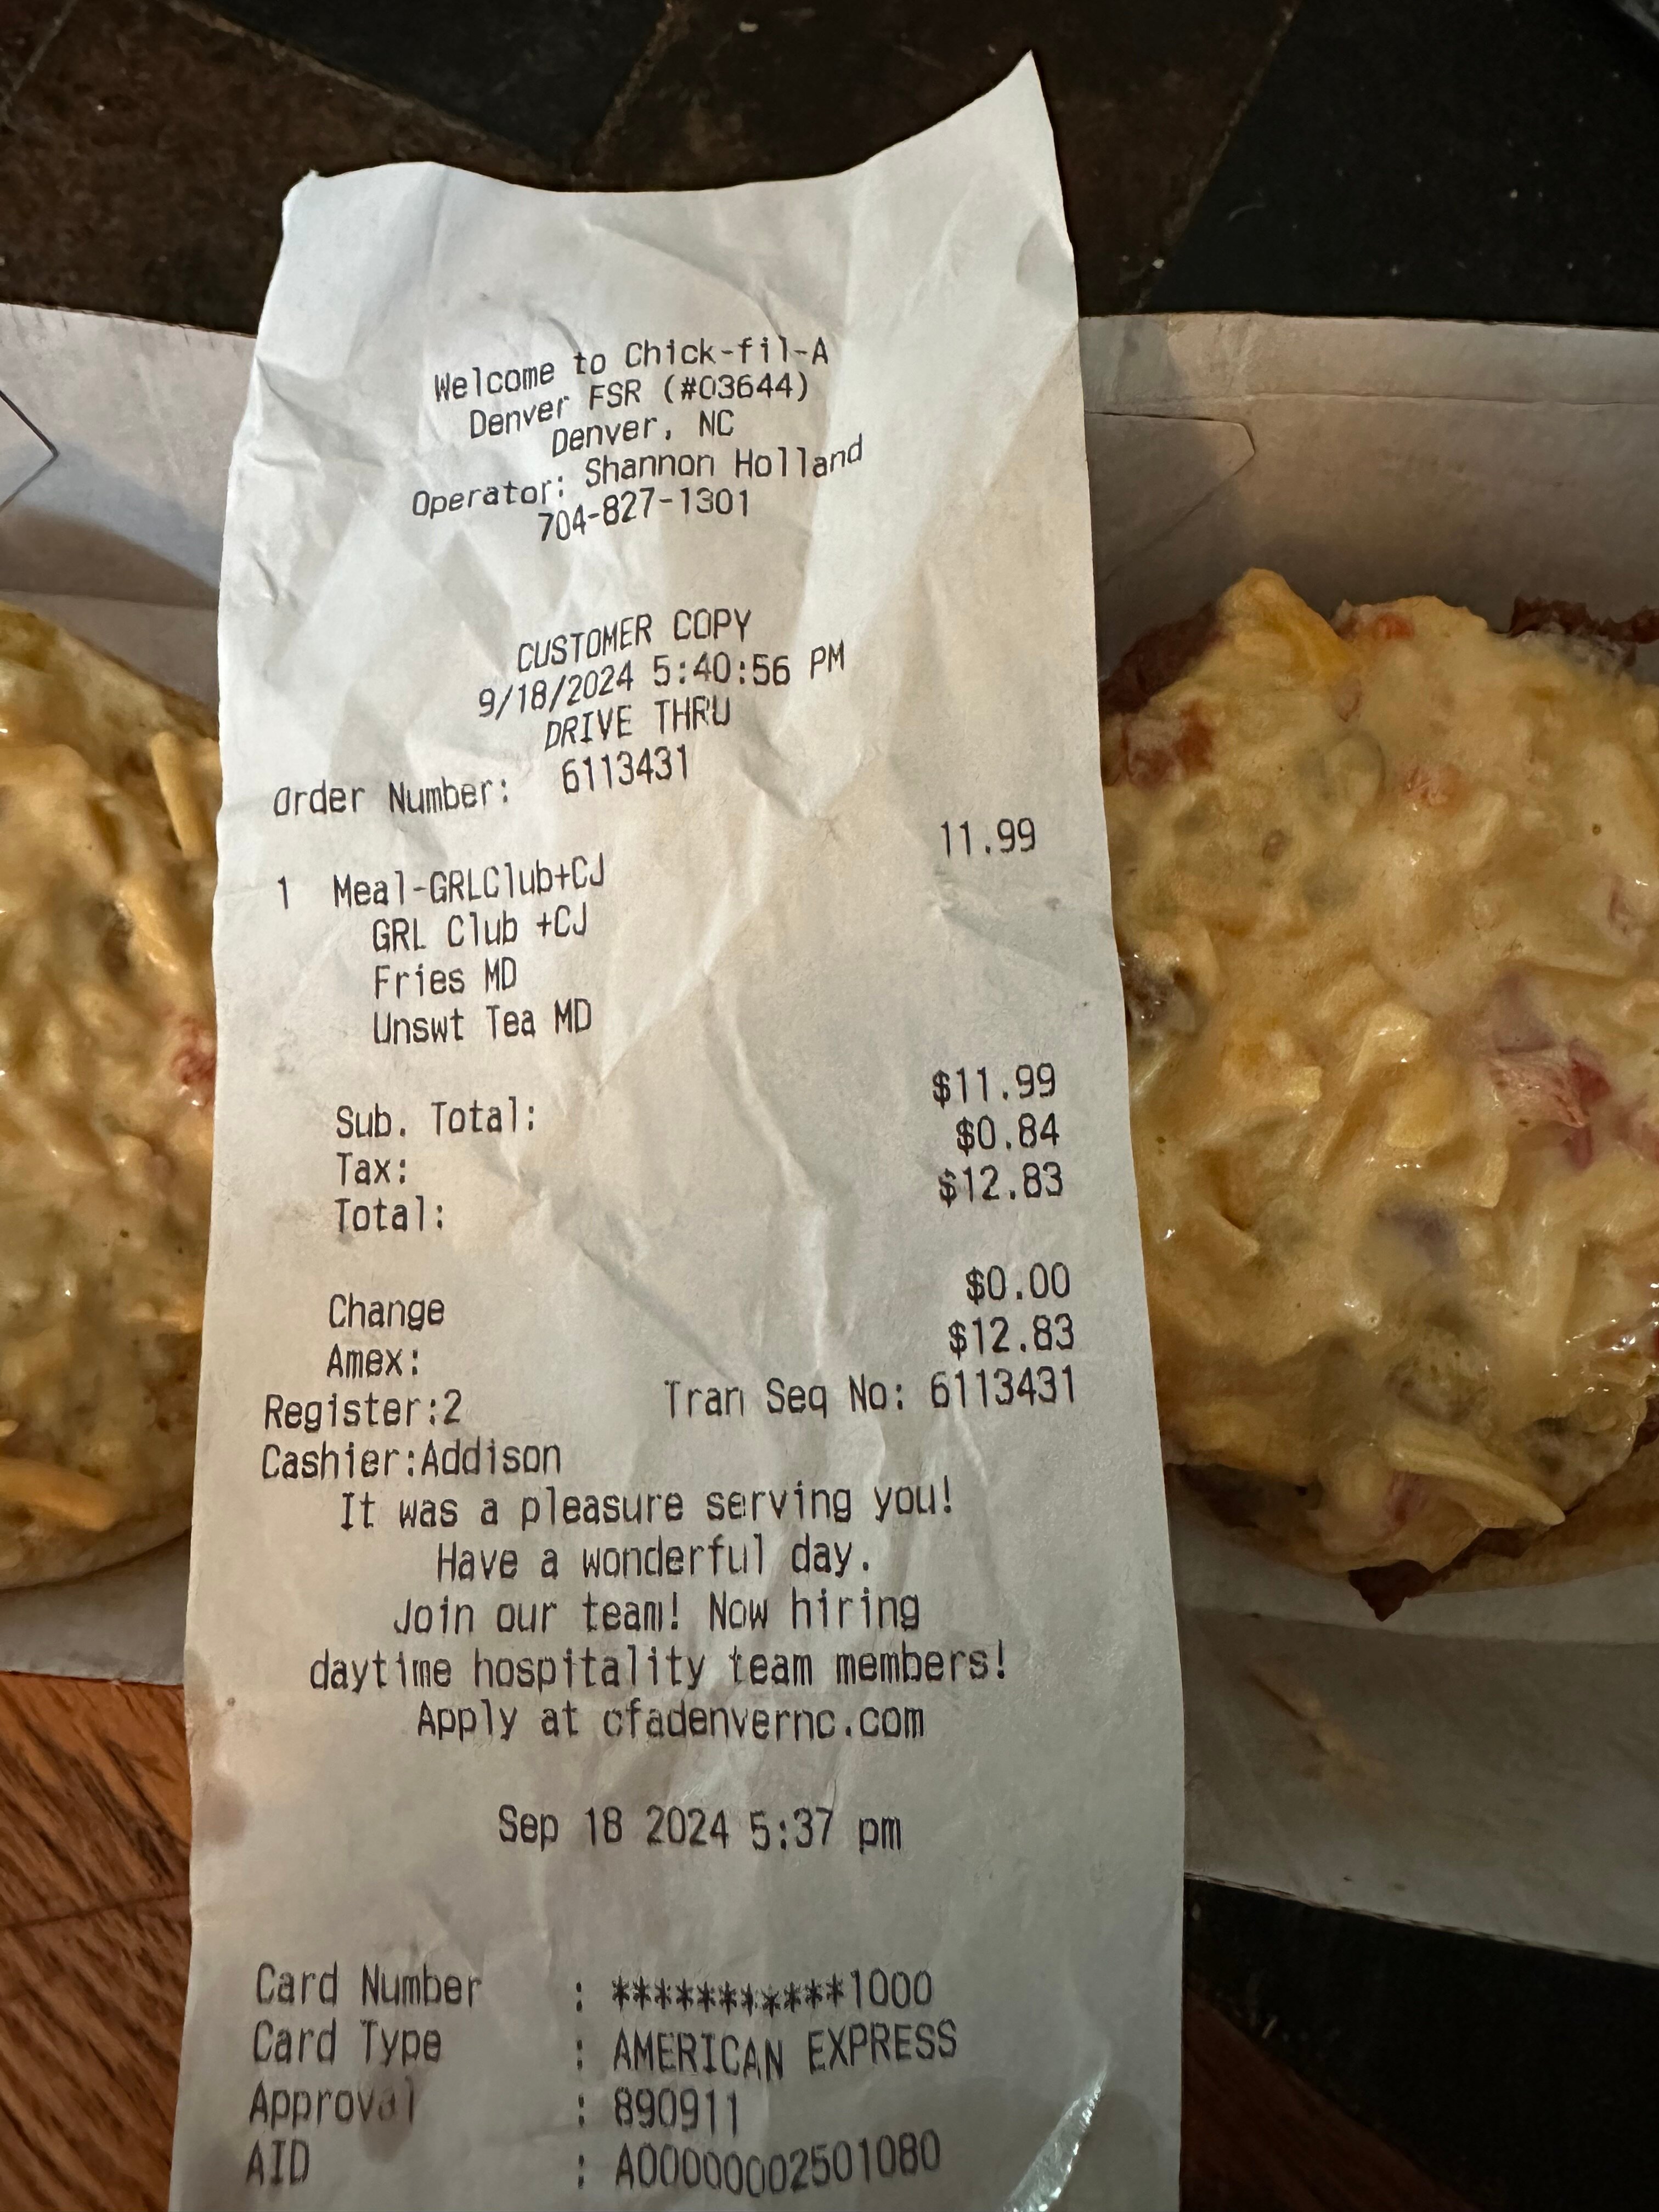 Welcome to Chick-fil-A
Denver FSR (#03644)
Denver, NC
Operator: Shannon Holland
704-827-1301
CUSTOMER COPY
9/18/2024 5:40:56 PM
DRIVE THRU
Order Number: 6113431
1 Meal-GRLClub+CJ 11.99
GRL Club +CJ
Fries MD
Unswt Tea MD
Sub. Total: $11.99
Tax: $0.84
Total: $12.83
Change $0.00
Amex: $12.83
Register:2 Tran Seq No: 6113431
Cashier:Addison
It was a pleasure serving you!
Have a wonderful day.
Join our team! Now hiring
daytime hospitality team members!
Apply at cfadenvernc.com
Sep 18 2024 5:37 pm
Card Number : ***********1000
Card Type : AMERICAN EXPRESS
Approval : 890911
AID : A00000002501080